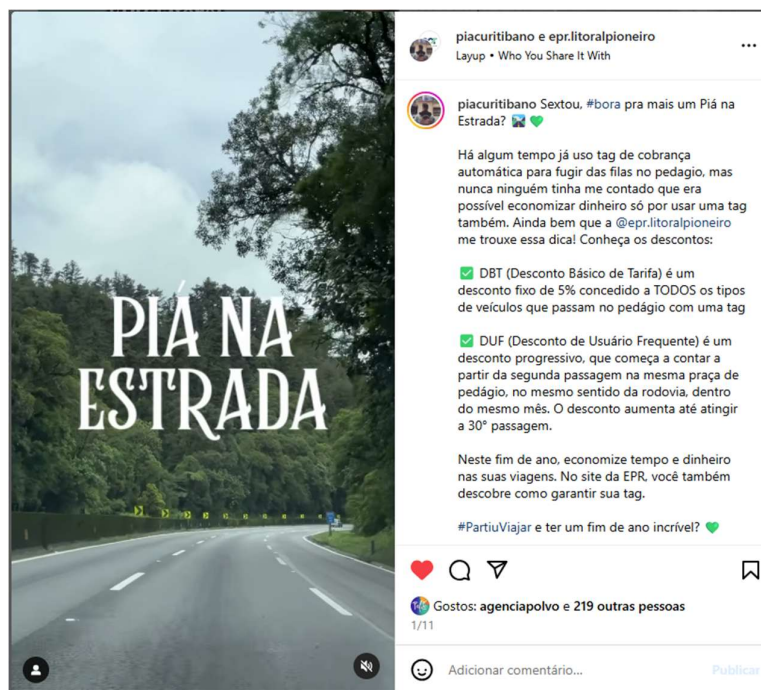 PIÁ NA
ESTRADA
piacuritibano e epr.litoralpioneiro
Layup • Who You Share It With
piacuritibano Sextou, #bora pra mais um Piá na
Estrada?
Há algum tempo já uso tag de cobrança
automática para fugir das filas no pedagio, mas
nunca ninguém tinha me contado que era
possível economizar dinheiro só por usar uma tag
também. Ainda bem que a @epr.litoralpioneiro
me trouxe essa dica! Conheça os descontos:
DBT (Desconto Básico de Tarifa) é um
desconto fixo de 5% concedido a TODOS os tipos
de veículos que passam no pedágio com uma tag
DUF (Desconto de Usuário Frequente) é um
desconto progressivo, que começa a contar a
partir da segunda passagem na mesma praça de
pedágio, no mesmo sentido da rodovia, dentro
do mesmo mês. O desconto aumenta até atingir
a 30° passagem.
Neste fim de ano, economize tempo e dinheiro
nas suas viagens. No site da EPR, você também
descobre como garantir sua tag.
#PartiuViajar e ter um fim de ano incrível?
Gostos: agenciapolvo e 219 outras pessoas
1/11
Adicionar comentário...
Publicar